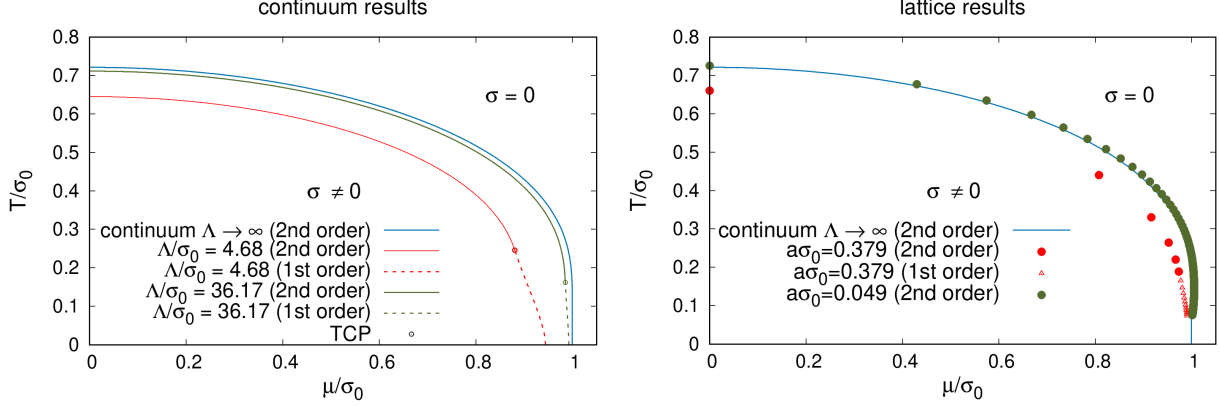 continuum results
0.8
0.7
0.6
0.5
0.4
0.3
0.2
0.1
0
T/σ0
σ = 0
σ ≠ 0
continuum Λ → ∞ (2nd order)
Λ/σ0 = 4.68 (2nd order)
Λ/σ0 = 4.68 (1st order)
Λ/σ0 = 36.17 (2nd order)
Λ/σ0 = 36.17 (1st order)
TCP
0 0.2 0.4 0.6 0.8 1
μ/σ0
lattice results
0.8
0.7
0.6
0.5
0.4
0.3
0.2
0.1
0
T/σ0
σ = 0
σ ≠ 0
continuum Λ → ∞ (2nd order)
aσ0=0.379 (2nd order)
aσ0=0.379 (1st order)
aσ0=0.049 (2nd order)
0 0.2 0.4 0.6 0.8 1
μ/σ0